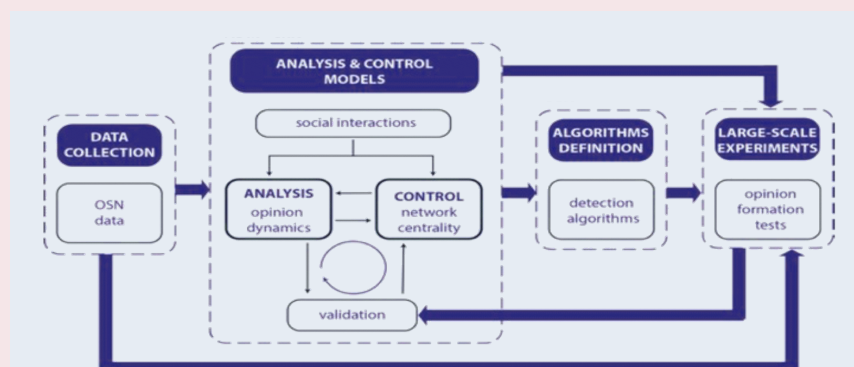 DATA
COLLECTION
OSN
data
ANALYSIS & CONTROL
MODELS
social interactions
ANALYSIS
opinion
dynamics
CONTROL
network
centrality
validation
ALGORITHMS
DEFINITION
detection
algorithms
LARGE-SCALE
EXPERIMENTS
opinion
formation
tests